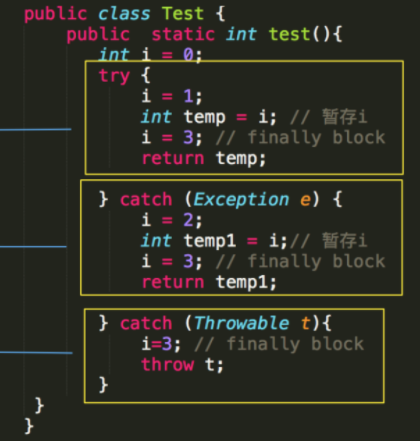 public class Test {
public static int test(){
int i = 0;
try {
i = 1;
int temp = i; // 暂存i
i = 3; // finally block
return temp;
} catch (Exception e) {
i = 2;
int temp1 = i;// 暂存i
i = 3; // finally block
return temp1;
} catch (Throwable t){
i=3; // finally block
throw t;
}
}
}